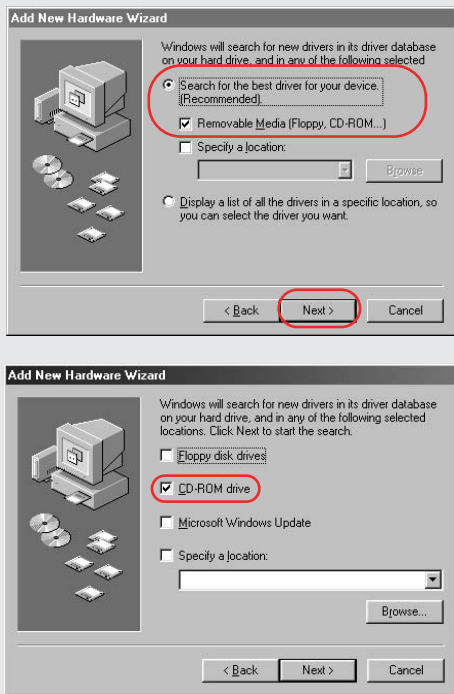 Add New Hardware Wizard
Windows will search for new drivers in its driver database
on your hard drive, and in any of the following selected
Search for the best driver for your device.
(Recommended).
Removable Media (Floppy, CD-ROM...)
Specify a location:
Browse
Display a list of all the drivers in a specific location, so
you can select the driver you want.
< Back Next > Cancel
Add New Hardware Wizard
Windows will search for new drivers in its driver database
on your hard drive, and in any of the following selected
locations. Click Next to start the search.
Floppy disk drives
CD-ROM drive
Microsoft Windows Update
Specify a location:
Browse...
< Back Next > Cancel